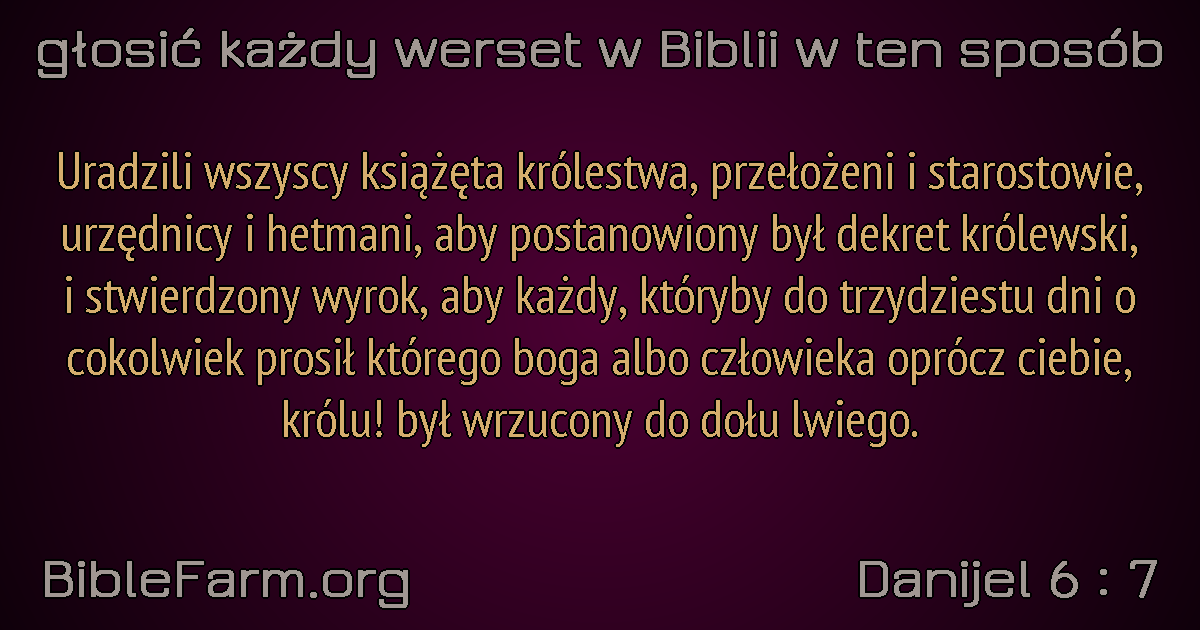 głosić każdy werset w Biblii w ten sposób
Uradzili wszyscy książęta królestwa, przełożeni i starostowie,
urzędnicy i hetmani, aby postanowiony był dekret królewski,
i stwierdzony wyrok, aby każdy, któryby do trzydziestu dni o
cokolwiek prosił którego boga albo człowieka oprócz ciebie,
królu! był wrzucony do dołu lwiego.
BibleFarm.org
Danijel 6 : 7